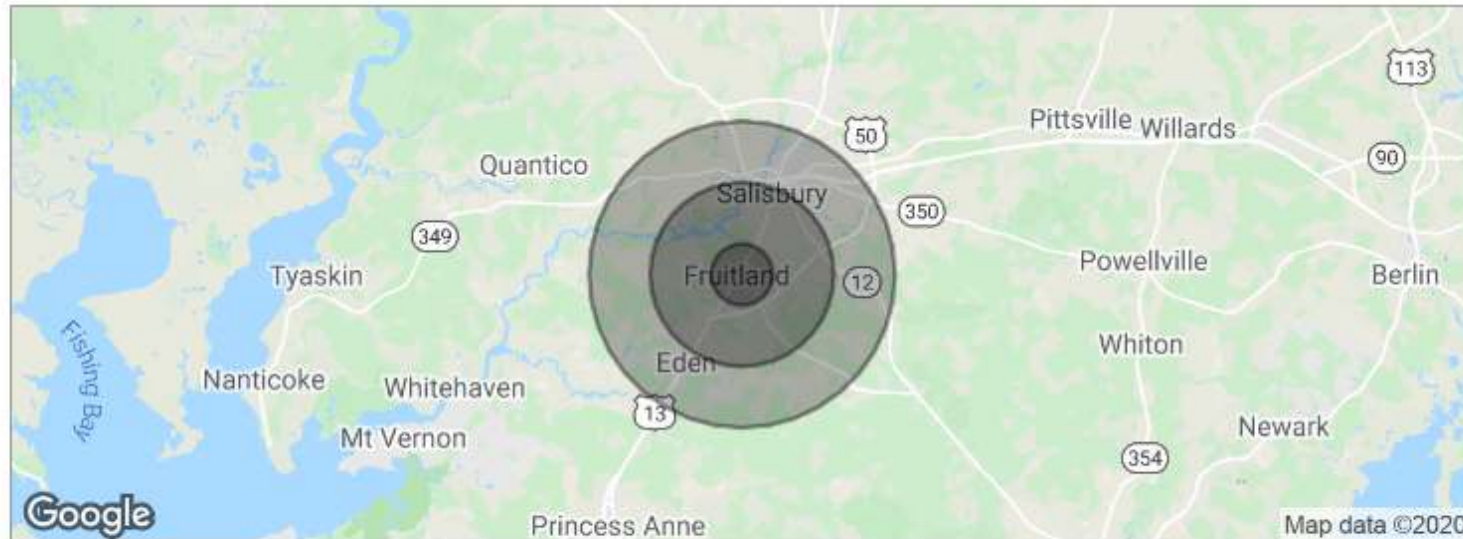 113
50
Pittsville
Willards
90
Quantico
Salisbury
350
349
Tyaskin
Fruitland
12
Powellville
Berlin
Fishing Bay
Whiton
Eden
Nanticoke
Whitehaven
13
Mt Vernon
Newark
354
Google
Princess Anne
Map data ©2020